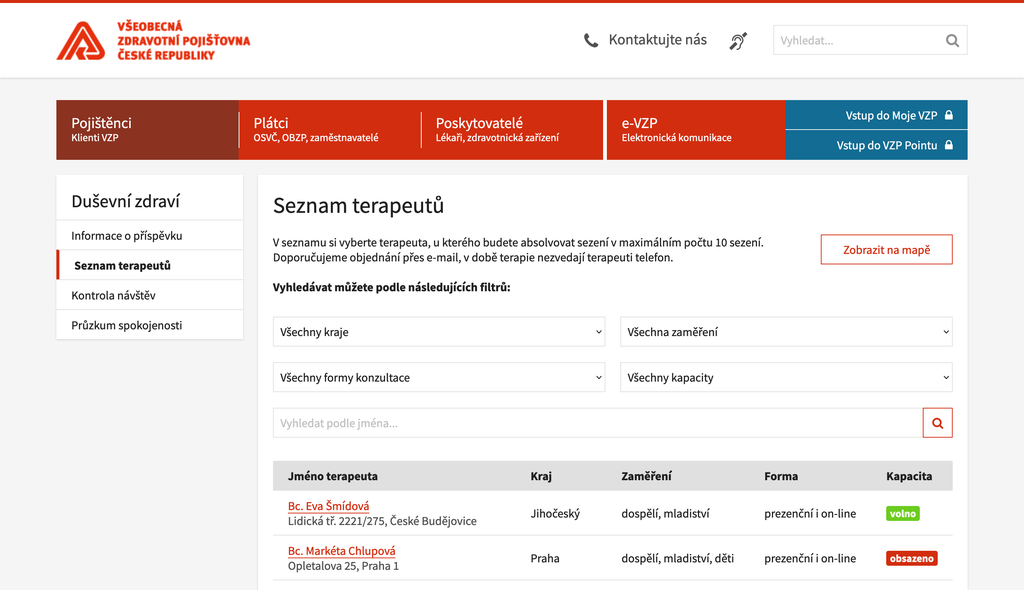 VŠEOBECNÁ
ZDRAVOTNÍ POJIŠŤOVNA
ČESKÉ REPUBLIKY
Kontaktujte nás
Vyhledat...
Pojištěnci
Klienti VZP
Plátci
OSVČ, OBZP, zaměstnavatelé
Poskytovatelé
Lékaři, zdravotnická zařízení
e-VZP
Elektronická komunikace
Vstup do Moje VZP
Vstup do VZP Pointu
Duševní zdraví
Informace o příspěvku
Seznam terapeutů
Kontrola návštěv
Průzkum spokojenosti
Seznam terapeutů
V seznamu si vyberte terapeuta, u kterého budete absolvovat sezení v maximálním počtu 10 sezení.
Doporučujeme objednání přes e-mail, v době terapie nezvedají terapeuti telefon.
Zobrazit na mapě
Vyhledávat můžete podle následujících filtrů:
Všechny kraje
Všechna zaměření
Všechny formy konzultace
Všechny kapacity
Vyhledat podle jména...
Jméno terapeuta Kraj Zaměření Forma Kapacita
Bc. Eva Šmídová
Lidická tř. 2221/275, České Budějovice
Jihočeský dospělí, mladiství prezenční i on-line volno
Bc. Markéta Chlupová
Opletalova 25, Praha 1
Praha dospělí, mladiství, děti prezenční i on-line obsazeno